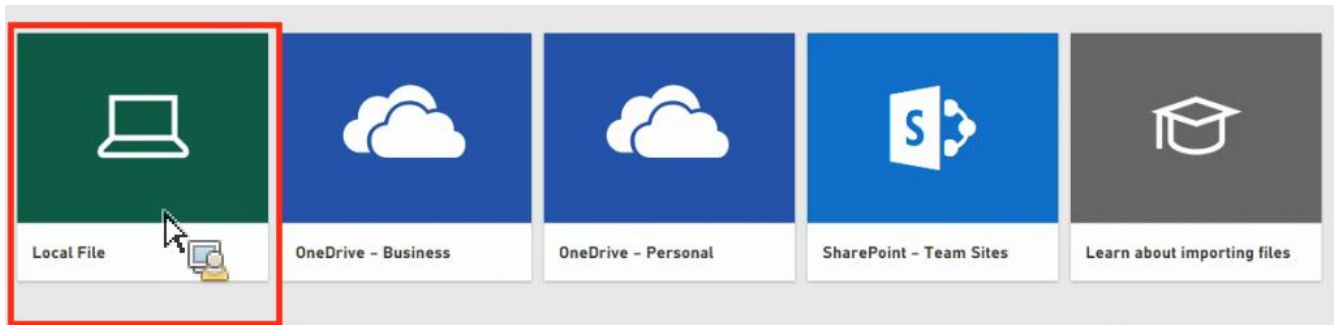 S
Local File
OneDrive – Business
OneDrive – Personal
SharePoint – Team Sites
Learn about importing files